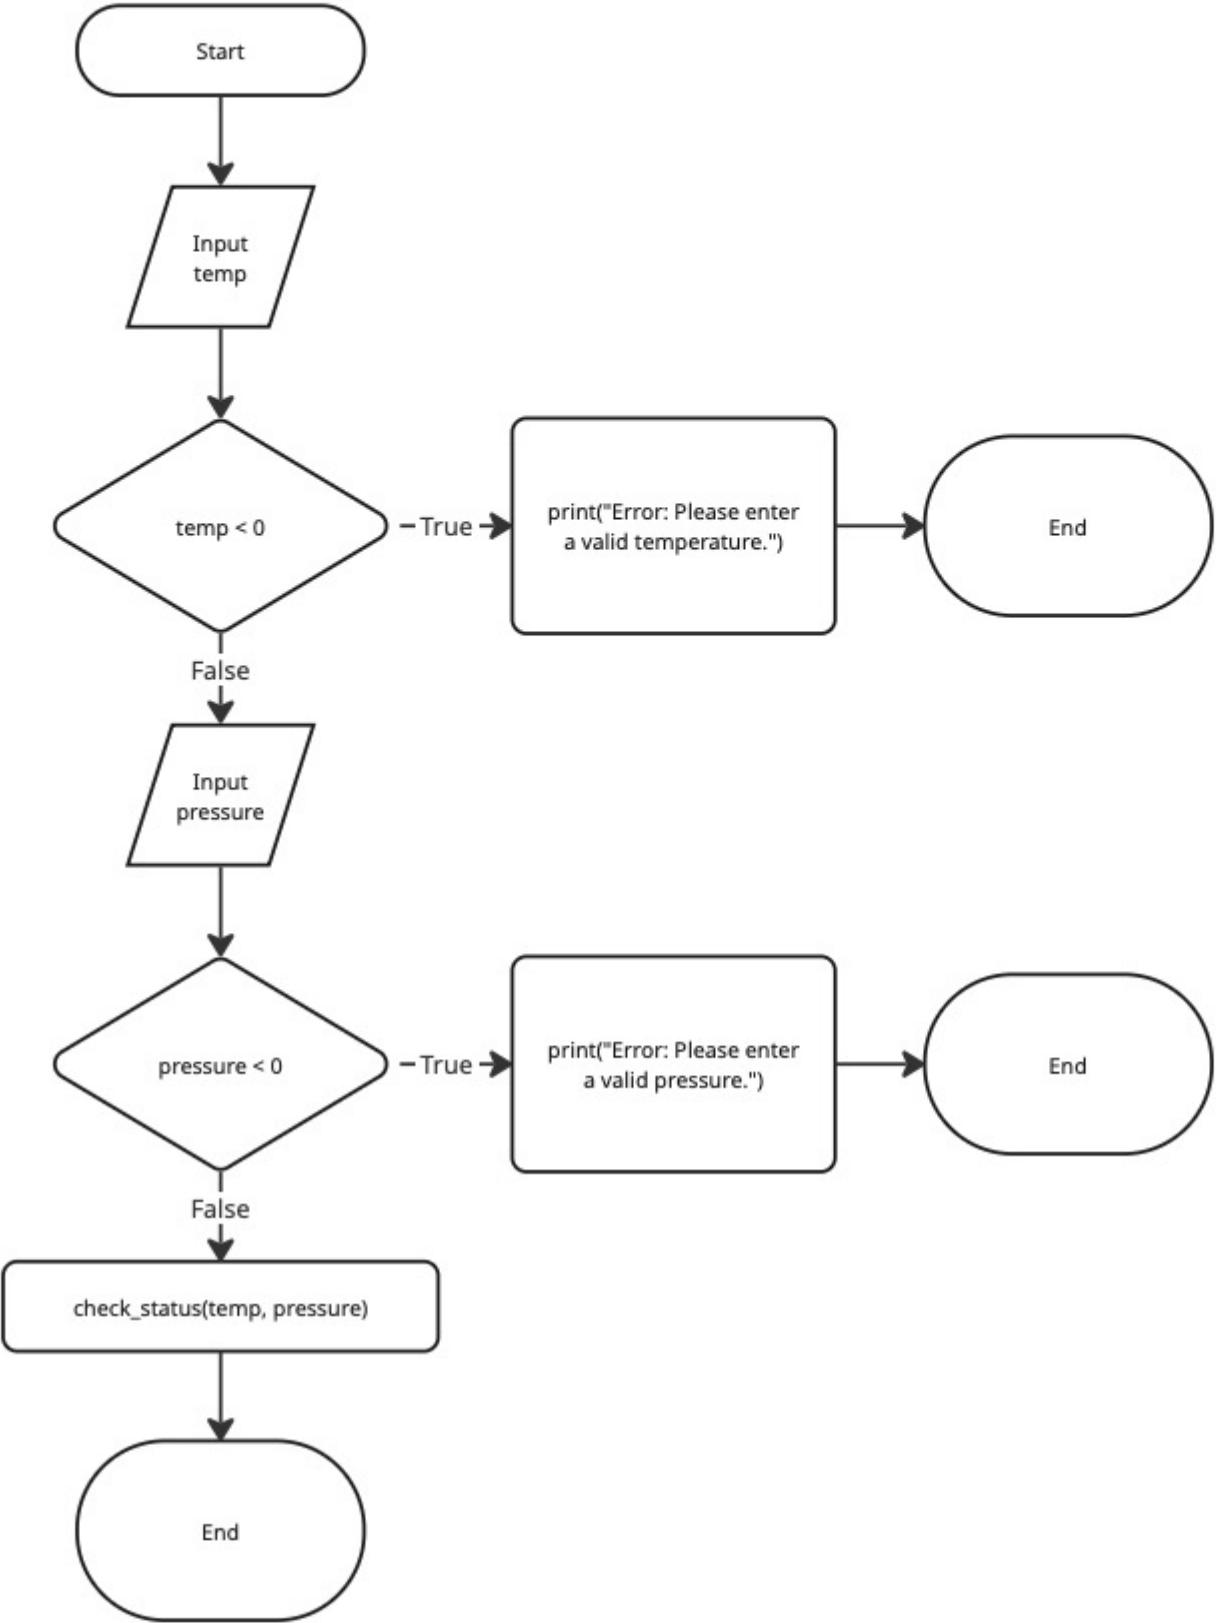 Start
Input
temp
temp < 0
True
print("Error: Please enter
a valid temperature.")
End
False
Input
pressure
pressure < 0
True
print("Error: Please enter
a valid pressure.")
End
False
check_status(temp, pressure)
End